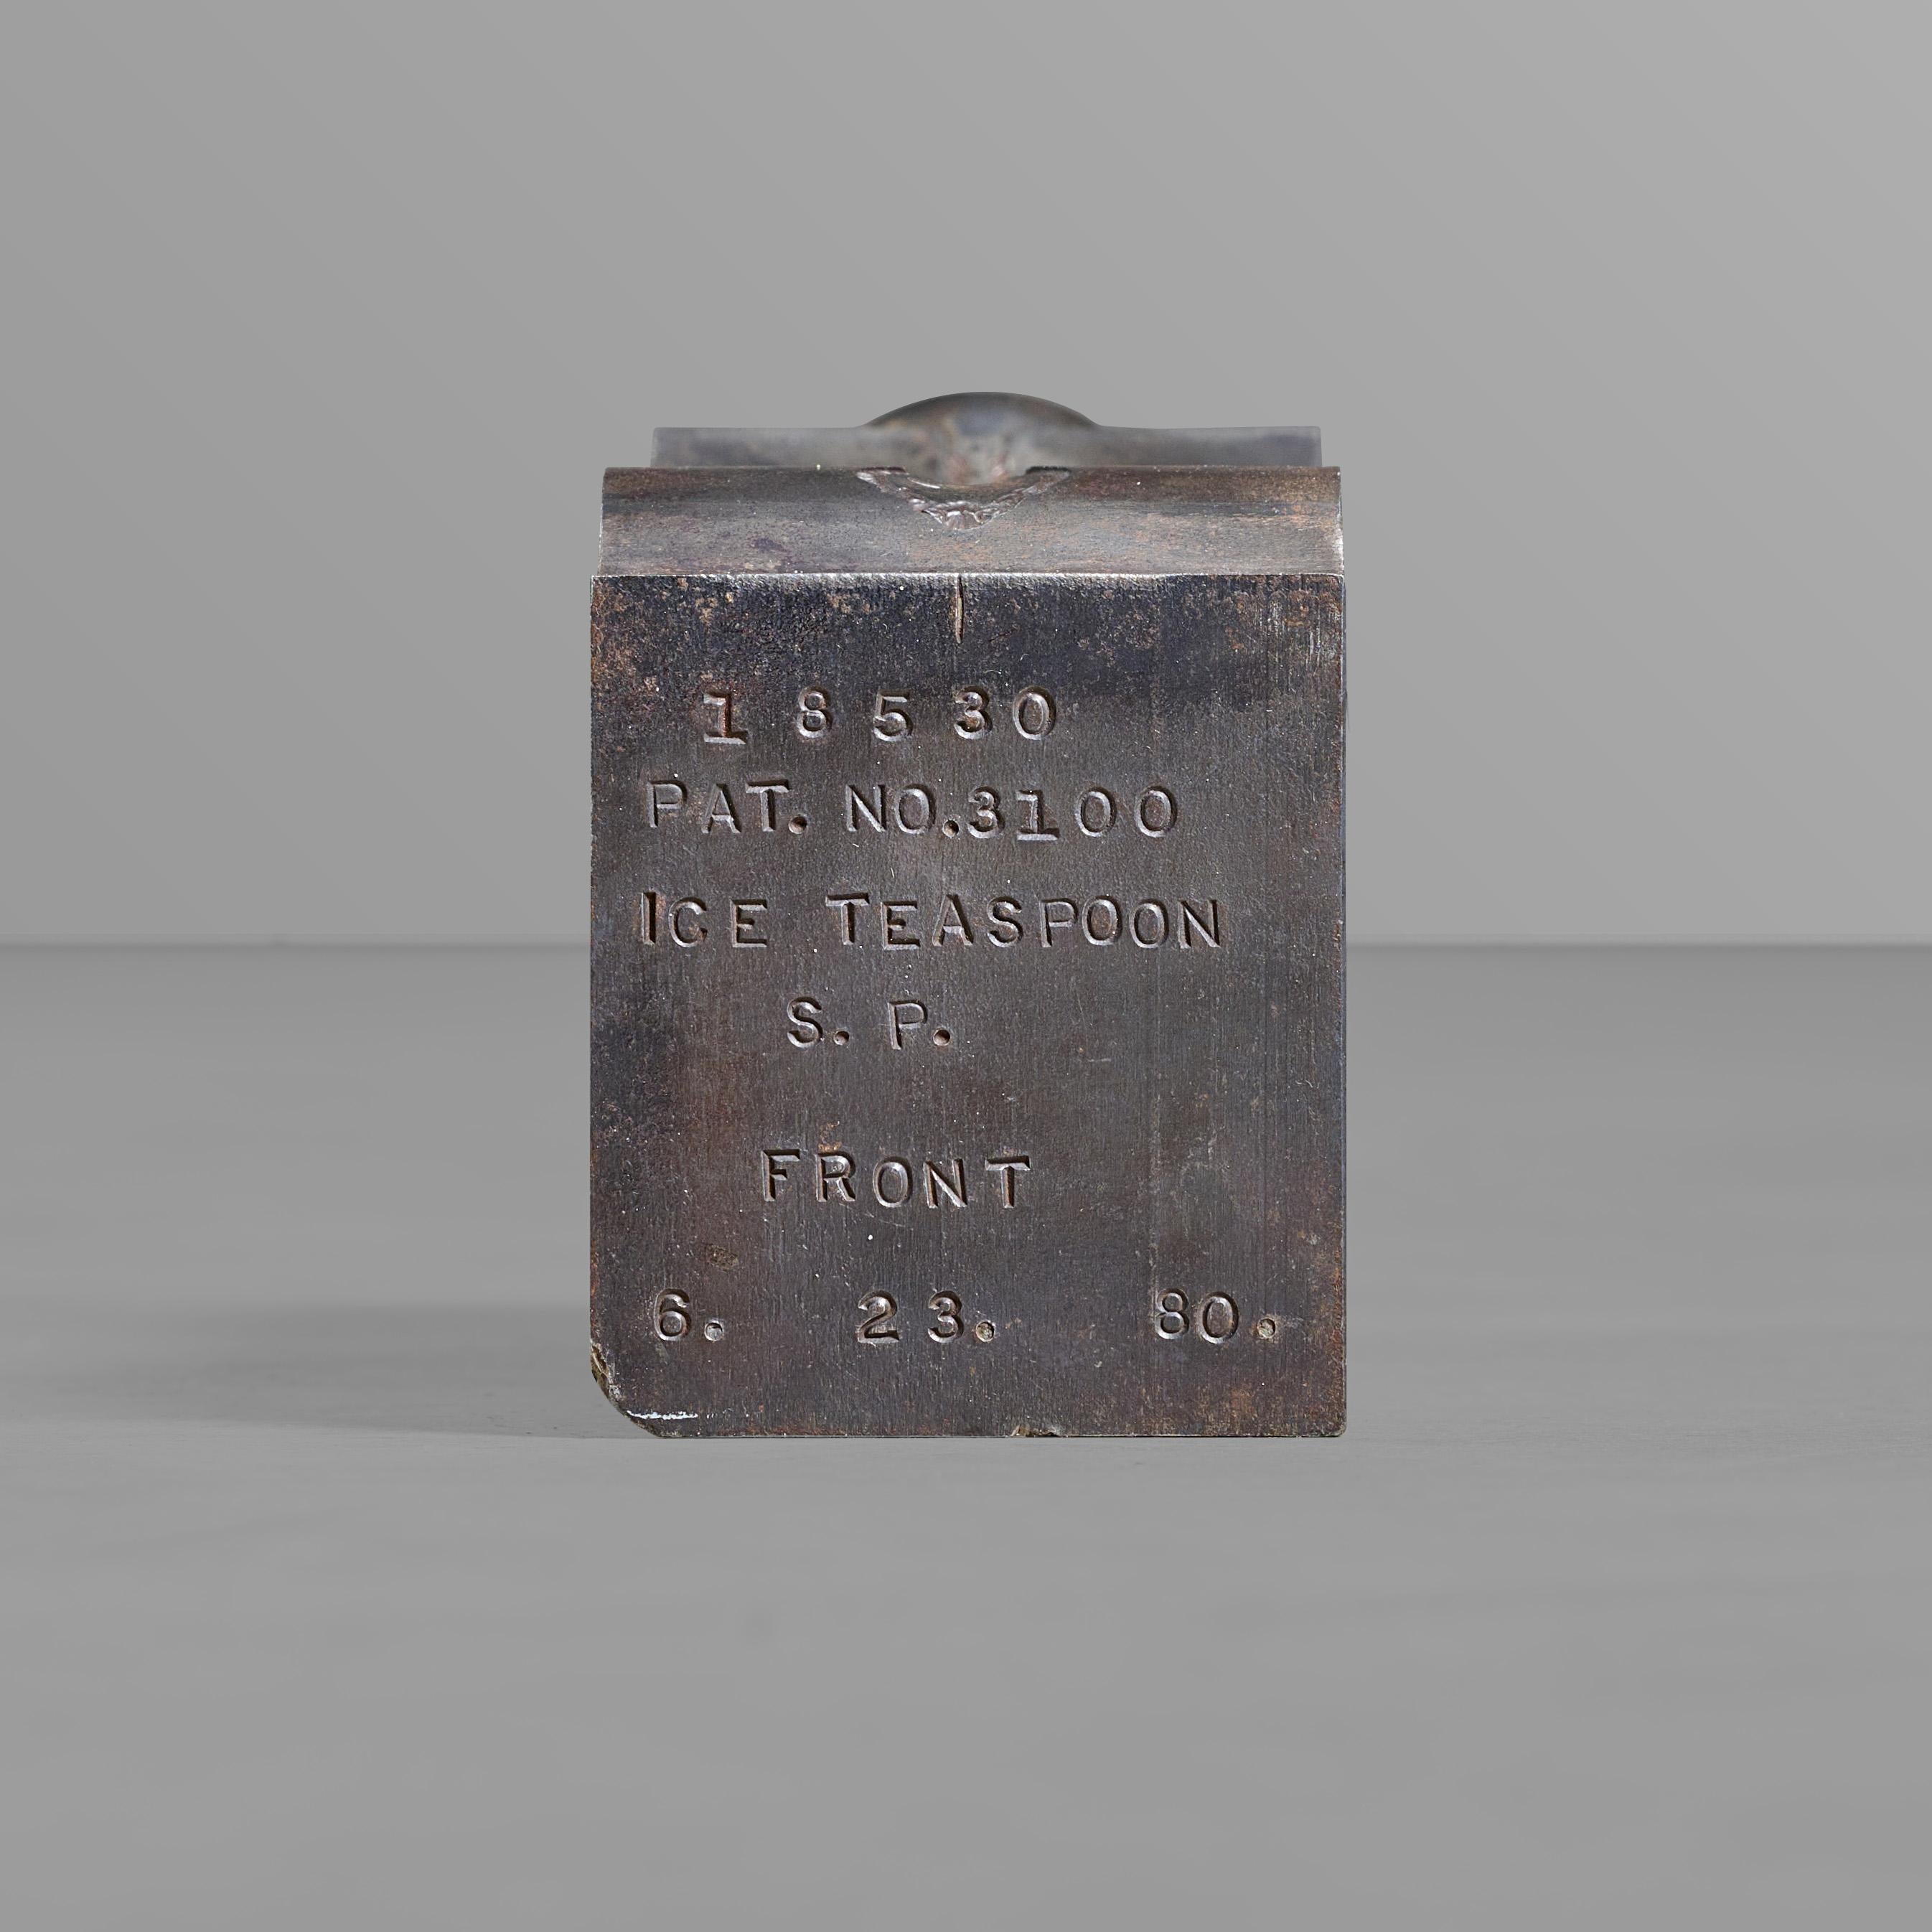 18530
PAT. NO.3100
ICE TEASPOON
S. P.
FRONT
6. 23. 80.